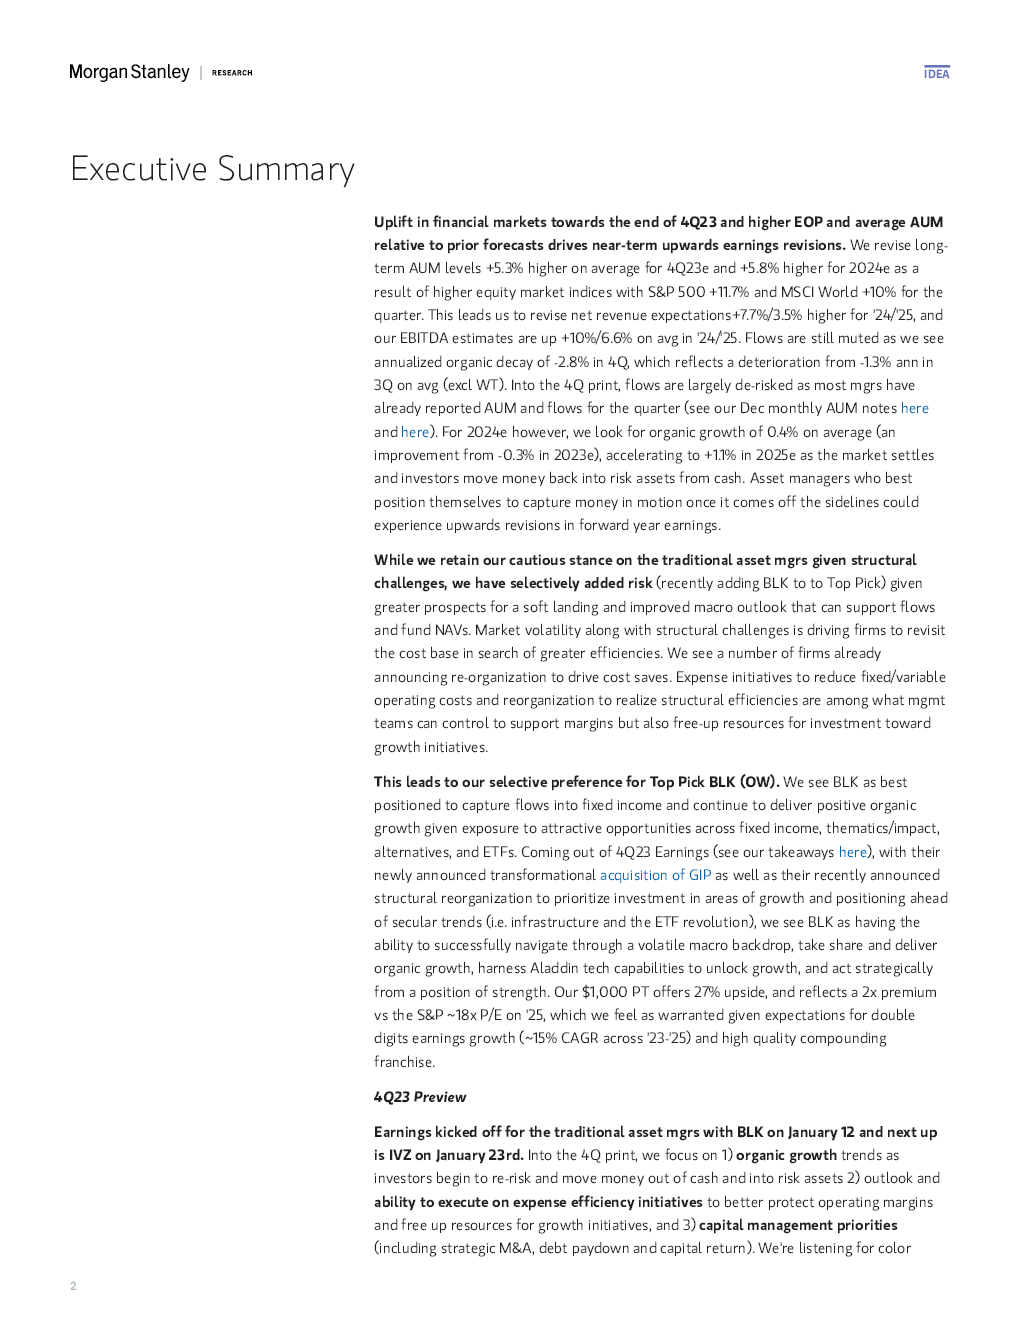 Morgan Stanley | RESEARCH
IDEA
Executive Summary
Uplift in financial markets towards the end of 4Q23 and higher EOP and average AUM
relative to prior forecasts drives near-term upwards earnings revisions. We revise long-
term AUM levels +5.3% higher on average for 4Q23e and +5.8% higher for 2024e as a
result of higher equity market indices with S&P 500 +11.7% and MSCI World +10% for the
quarter. This leads us to revise net revenue expectations+7.7%/3.5% higher for '24/'25, and
our EBITDA estimates are up +10%/6.6% on avg in '24/'25. Flows are still muted as we see
annualized organic decay of -2.8% in 4Q, which reflects a deterioration from -1.3% ann in
3Q on avg (excl WT). Into the 4Q print, flows are largely de-risked as most mgrs have
already reported AUM and flows for the quarter (see our Dec monthly AUM notes here
and here). For 2024e however, we look for organic growth of 0.4% on average (an
improvement from -0.3% in 2023e), accelerating to +1.1% in 2025e as the market settles
and investors move money back into risk assets from cash. Asset managers who best
position themselves to capture money in motion once it comes off the sidelines could
experience upwards revisions in forward year earnings.
While we retain our cautious stance on the traditional asset mgrs given structural
challenges, we have selectively added risk (recently adding BLK to to Top Pick) given
greater prospects for a soft landing and improved macro outlook that can support flows
and fund NAVs. Market volatility along with structural challenges is driving firms to revisit
the cost base in search of greater efficiencies. We see a number of firms already
announcing re-organization to drive cost saves. Expense initiatives to reduce fixed/variable
operating costs and reorganization to realize structural efficiencies are among what mgmt
teams can control to support margins but also free-up resources for investment toward
growth initiatives.
This leads to our selective preference for Top Pick BLK (OW). We see BLK as best
positioned to capture flows into fixed income and continue to deliver positive organic
growth given exposure to attractive opportunities across fixed income, thematics/impact,
alternatives, and ETFs. Coming out of 4Q23 Earnings (see our takeaways here), with their
newly announced transformational acquisition of GIP as well as their recently announced
structural reorganization to prioritize investment in areas of growth and positioning ahead
of secular trends (i.e. infrastructure and the ETF revolution), we see BLK as having the
ability to successfully navigate through a volatile macro backdrop, take share and deliver
organic growth, harness Aladdin tech capabilities to unlock growth, and act strategically
from a position of strength. Our $1,000 PT offers 27% upside, and reflects a 2x premium
vs the S&P ~18x P/E on '25, which we feel as warranted given expectations for double
digits earnings growth (~15% CAGR across '23-'25) and high quality compounding
franchise.
4Q23 Preview
Earnings kicked off for the traditional asset mgrs with BLK on January 12 and next up
is IVZ on January 23rd. Into the 4Q print, we focus on 1) organic growth trends as
investors begin to re-risk and move money out of cash and into risk assets 2) outlook and
ability to execute on expense efficiency initiatives to better protect operating margins
and free up resources for growth initiatives, and 3) capital management priorities
(including strategic M&A, debt paydown and capital return). We're listening for color
2